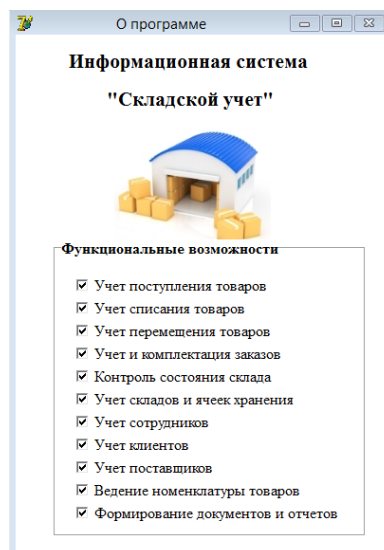 О программе
Информационная система
"Складской учет"
Функциональные возможности
Учет поступления товаров
Учет списания товаров
Учет перемещения товаров
Учет и комплектация заказов
Контроль состояния склада
Учет складов и ячеек хранения
Учет сотрудников
Учет клиентов
Учет поставщиков
Ведение номенклатуры товаров
Формирование документов и отчетов